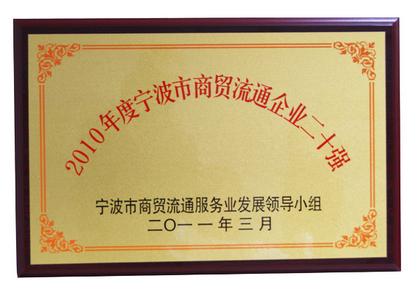 2010年度宁波市商贸流通企业二十强
宁波市商贸流通服务业发展领导小组
二〇一一年三月